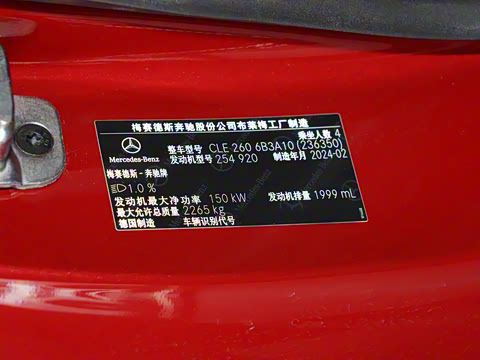 梅赛德斯奔驰股份公司布莱梅工厂制造
乘坐人数 4
整车型号 CLE 260 6B3A10 (236350)
Mercedes-Benz
发动机型号 254 920 制造年月 2024-02
梅赛德斯-奔驰牌
1.0 %
发动机最大净功率 150 kW 发动机排量 1999 mL
最大允许总质量 2265 kg
德国制造 车辆识别代号